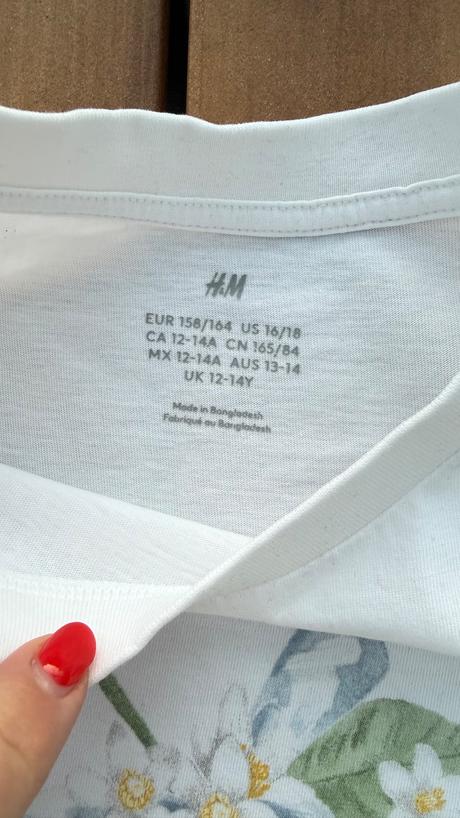 H&M
EUR 158/164 US 16/18
CA 12-14A CN 165/84
MX 12-14A AUS 13-14
UK 12-14Y
Made in Bangladesh
Fabriqué au Bangladesh